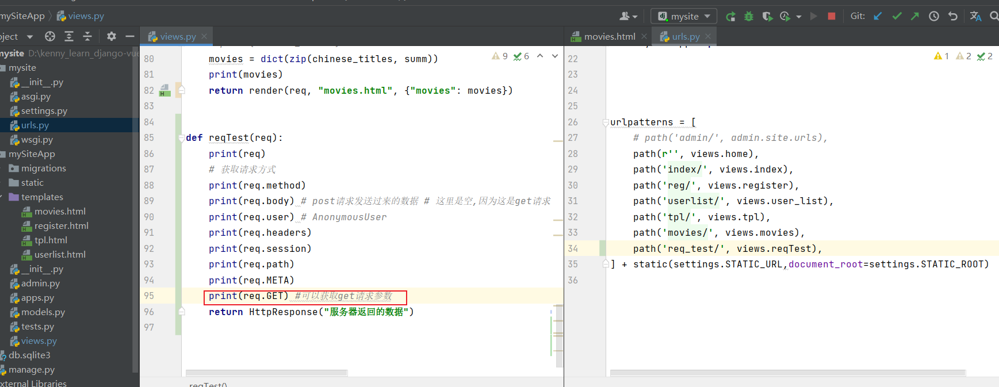 mySiteApp views.py
mysite
Git:
oject
mysite D:\kenny_learn_django-vue
mysite
__init__.py
asgi.py
settings.py
urls.py
wsgi.py
mySiteApp
migrations
static
templates
movies.html
register.html
tpl.html
userlist.html
__init__.py
admin.py
apps.py
models.py
tests.py
views.py
db.sqlite3
manage.py
xternal Libraries
views.py
9 6
80 movies = dict(zip(chinese_titles, summ))
81 print(movies)
82 return render(req, "movies.html", {"movies": movies})
83
84
85 def reqTest(req):
86 print(req)
87 # 获取请求方式
88 print(req.method)
89 print(req.body) # post请求发送过来的数据 # 这里是空,因为这是get请求
90 print(req.user) # AnonymousUser
91 print(req.headers)
92 print(req.session)
93 print(req.path)
94 print(req.META)
95 print(req.GET) #可以获取get请求参数
96 return HttpResponse("服务器返回的数据")
97
reqTest()
movies.html urls.py
1 2 2
22
23
24
25
26 urlpatterns = [
27 # path('admin/', admin.site.urls),
28 path(r'', views.home),
29 path('index/', views.index),
30 path('reg/', views.register),
31 path('userlist/', views.user_list),
32 path('tpl/', views.tpl),
33 path('movies/', views.movies),
34 path('req_test/', views.reqTest),
35 ] + static(settings.STATIC_URL,document_root=settings.STATIC_ROOT)
36